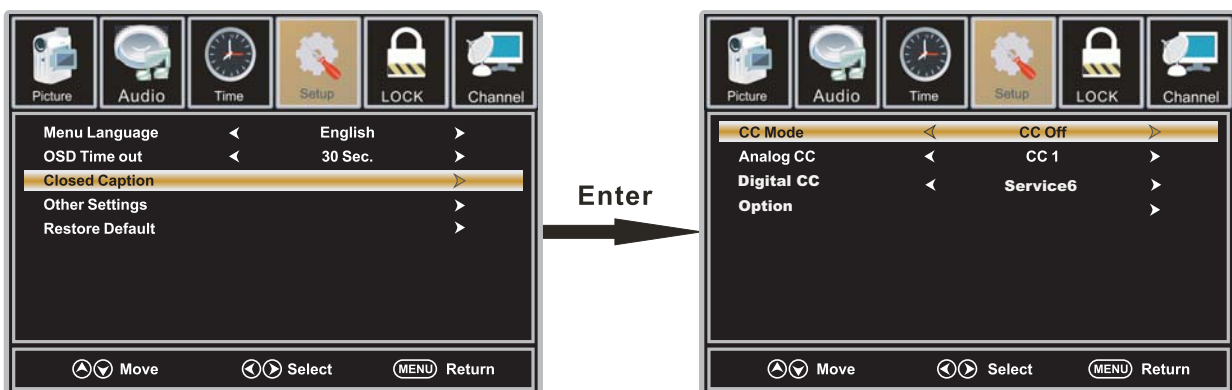 Picture Audio Time Setup LOCK Channel
Menu Language English
OSD Time out 30 Sec.
Closed Caption
Other Settings
Restore Default
Move Select MENU Return
Enter
Picture Audio Time Setup LOCK Channel
CC Mode CC Off
Analog CC CC 1
Digital CC Service6
Option
Move Select MENU Return